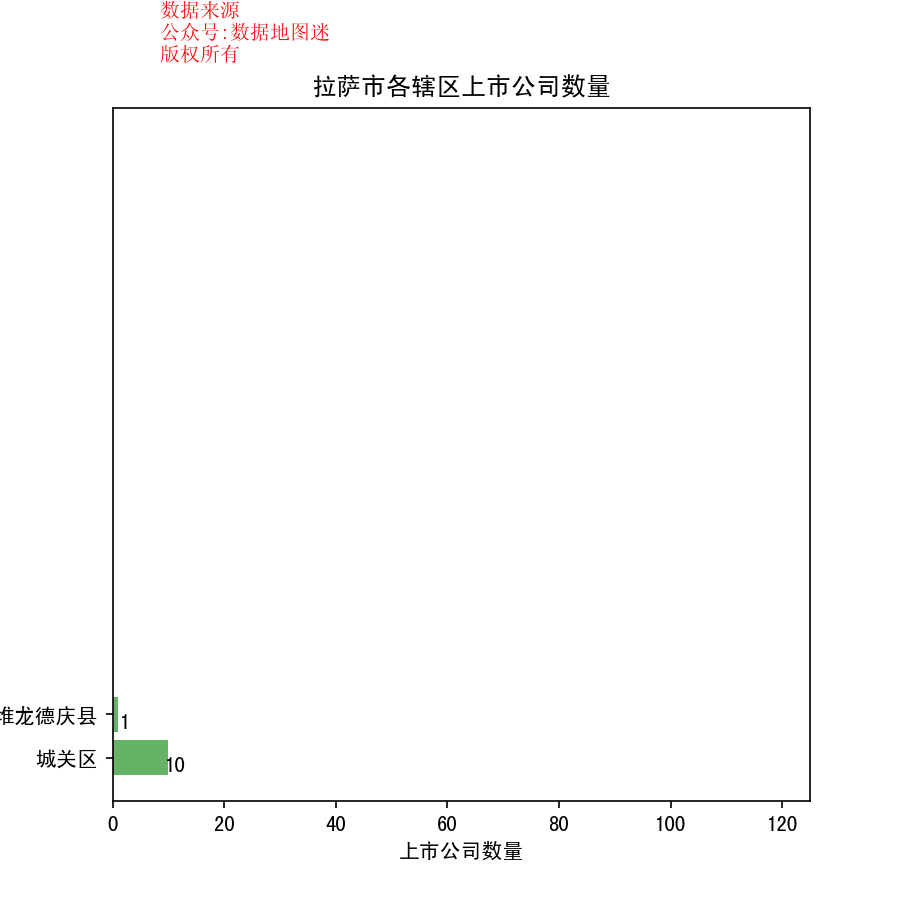 数据来源
公众号:数据地图迷
版权所有
拉萨市各辖区上市公司数量
堆龙德庆县
1
城关区
10
0 20 40 60 80 100 120
上市公司数量